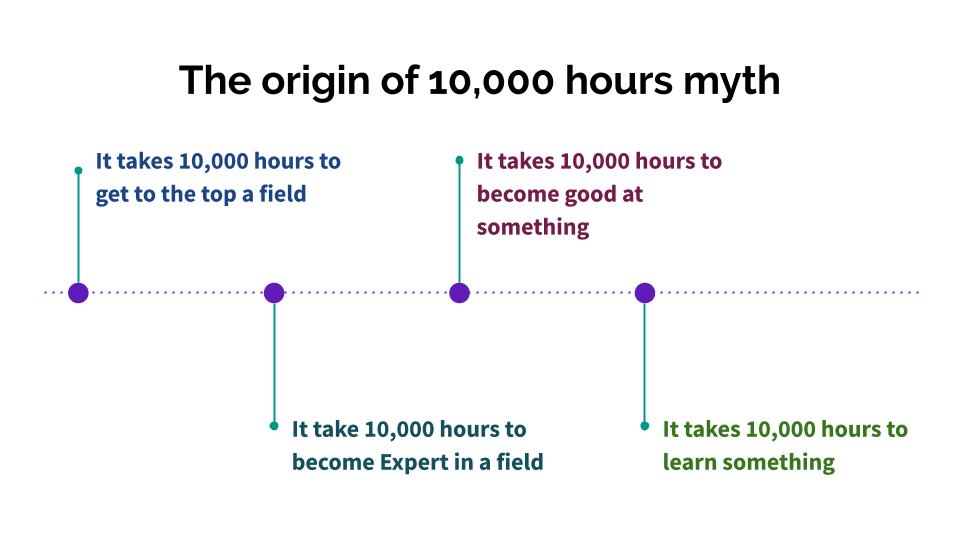 The origin of 10,000 hours myth
It takes 10,000 hours to
get to the top a field
It take 10,000 hours to
become Expert in a field
It takes 10,000 hours to
become good at
something
It takes 10,000 hours to
learn something